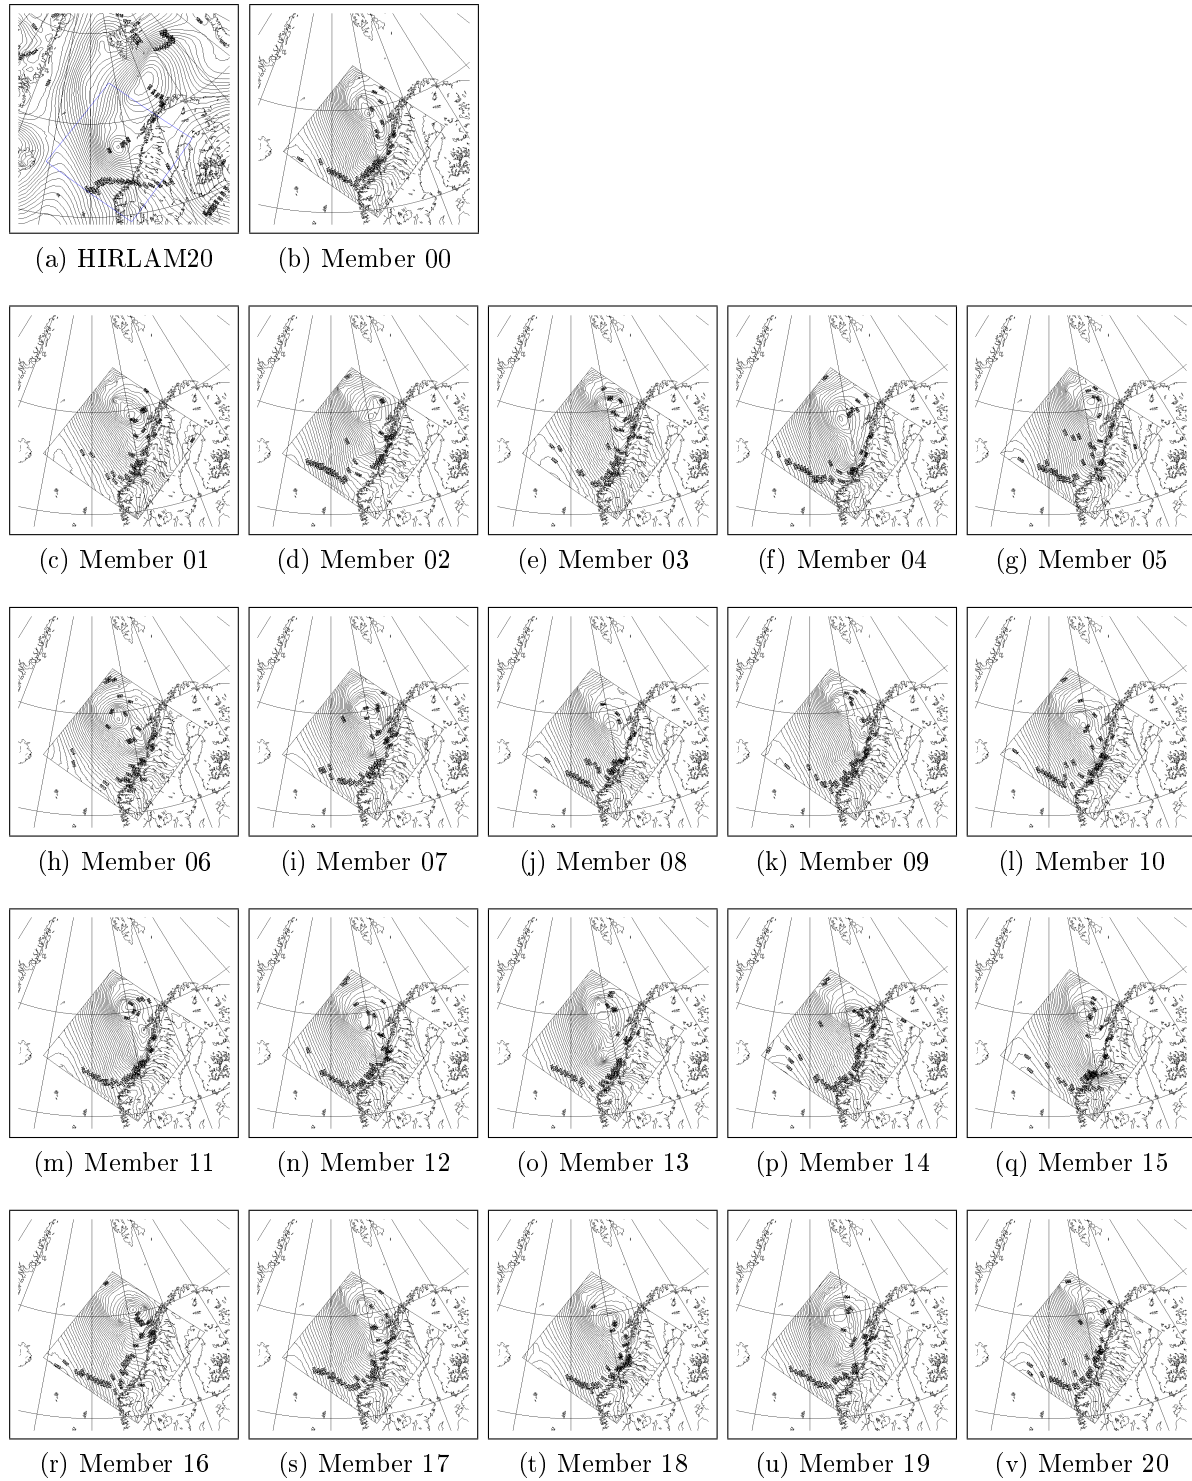 (a) HIRLAM20
(b) Member 00
(c) Member 01
(d) Member 02
(e) Member 03
(f) Member 04
(g) Member 05
(h) Member 06
(i) Member 07
(j) Member 08
(k) Member 09
(l) Member 10
(m) Member 11
(n) Member 12
(o) Member 13
(p) Member 14
(q) Member 15
(r) Member 16
(s) Member 17
(t) Member 18
(u) Member 19
(v) Member 20